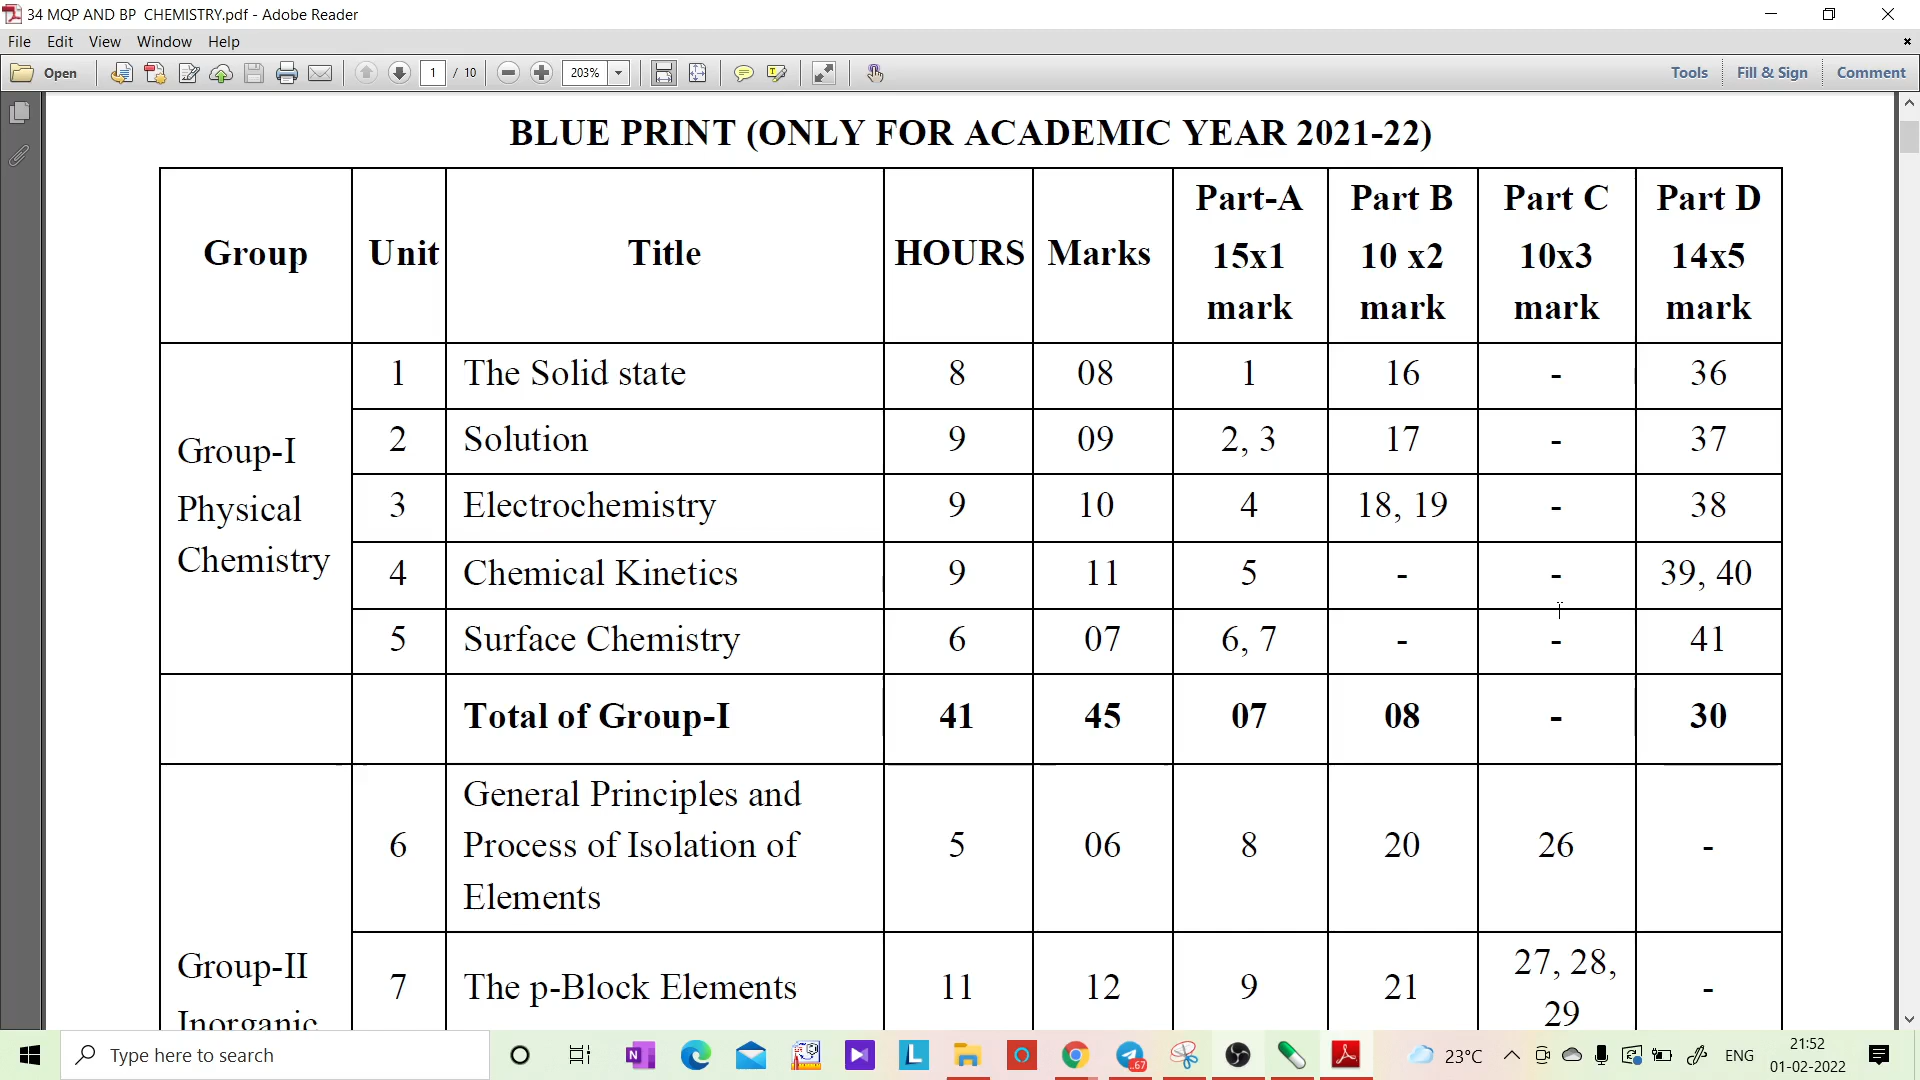 34 MQP AND BP CHEMISTRY.pdf - Adobe Reader
File Edit View Window Help
Open 1 / 10 203% Tools Fill & Sign Comment
BLUE PRINT (ONLY FOR ACADEMIC YEAR 2021-22)
Group Unit Title HOURS Marks Part-A 15x1 mark Part B 10 x2 mark Part C 10x3 mark Part D 14x5 mark
Group-I
Physical
Chemistry
1 The Solid state 8 08 1 16 - 36
2 Solution 9 09 2, 3 17 - 37
3 Electrochemistry 9 10 4 18, 19 - 38
4 Chemical Kinetics 9 11 5 - - 39, 40
5 Surface Chemistry 6 07 6, 7 - - 41
Total of Group-I 41 45 07 08 - 30
Group-II
Inorganic
6 General Principles and
Process of Isolation of
Elements 5 06 8 20 26 -
7 The p-Block Elements 11 12 9 21 27, 28,
29 -
Type here to search
23°C ENG 21:52
01-02-2022